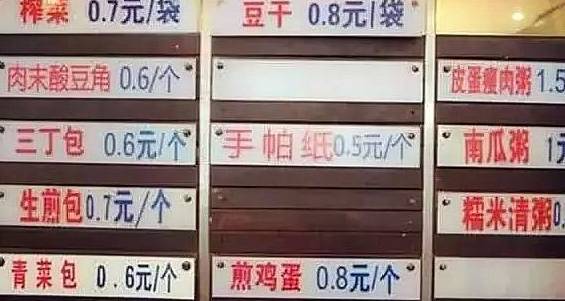 榨菜 0.7元/袋
肉末酸豆角 0.6/个
三丁包 0.6元/个
生煎包 0.7元/个
青菜包 0.6元/个
豆干 0.8元/袋
手帕纸 0.5元/个
煎鸡蛋 0.8元/个
皮蛋瘦肉粥 1.5
南瓜粥 1元
糯米清粥 0.